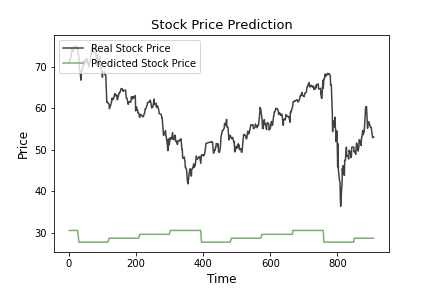 Stock Price Prediction
Real Stock Price
Predicted Stock Price
Price
70
60
50
40
30
0 200 400 600 800
Time